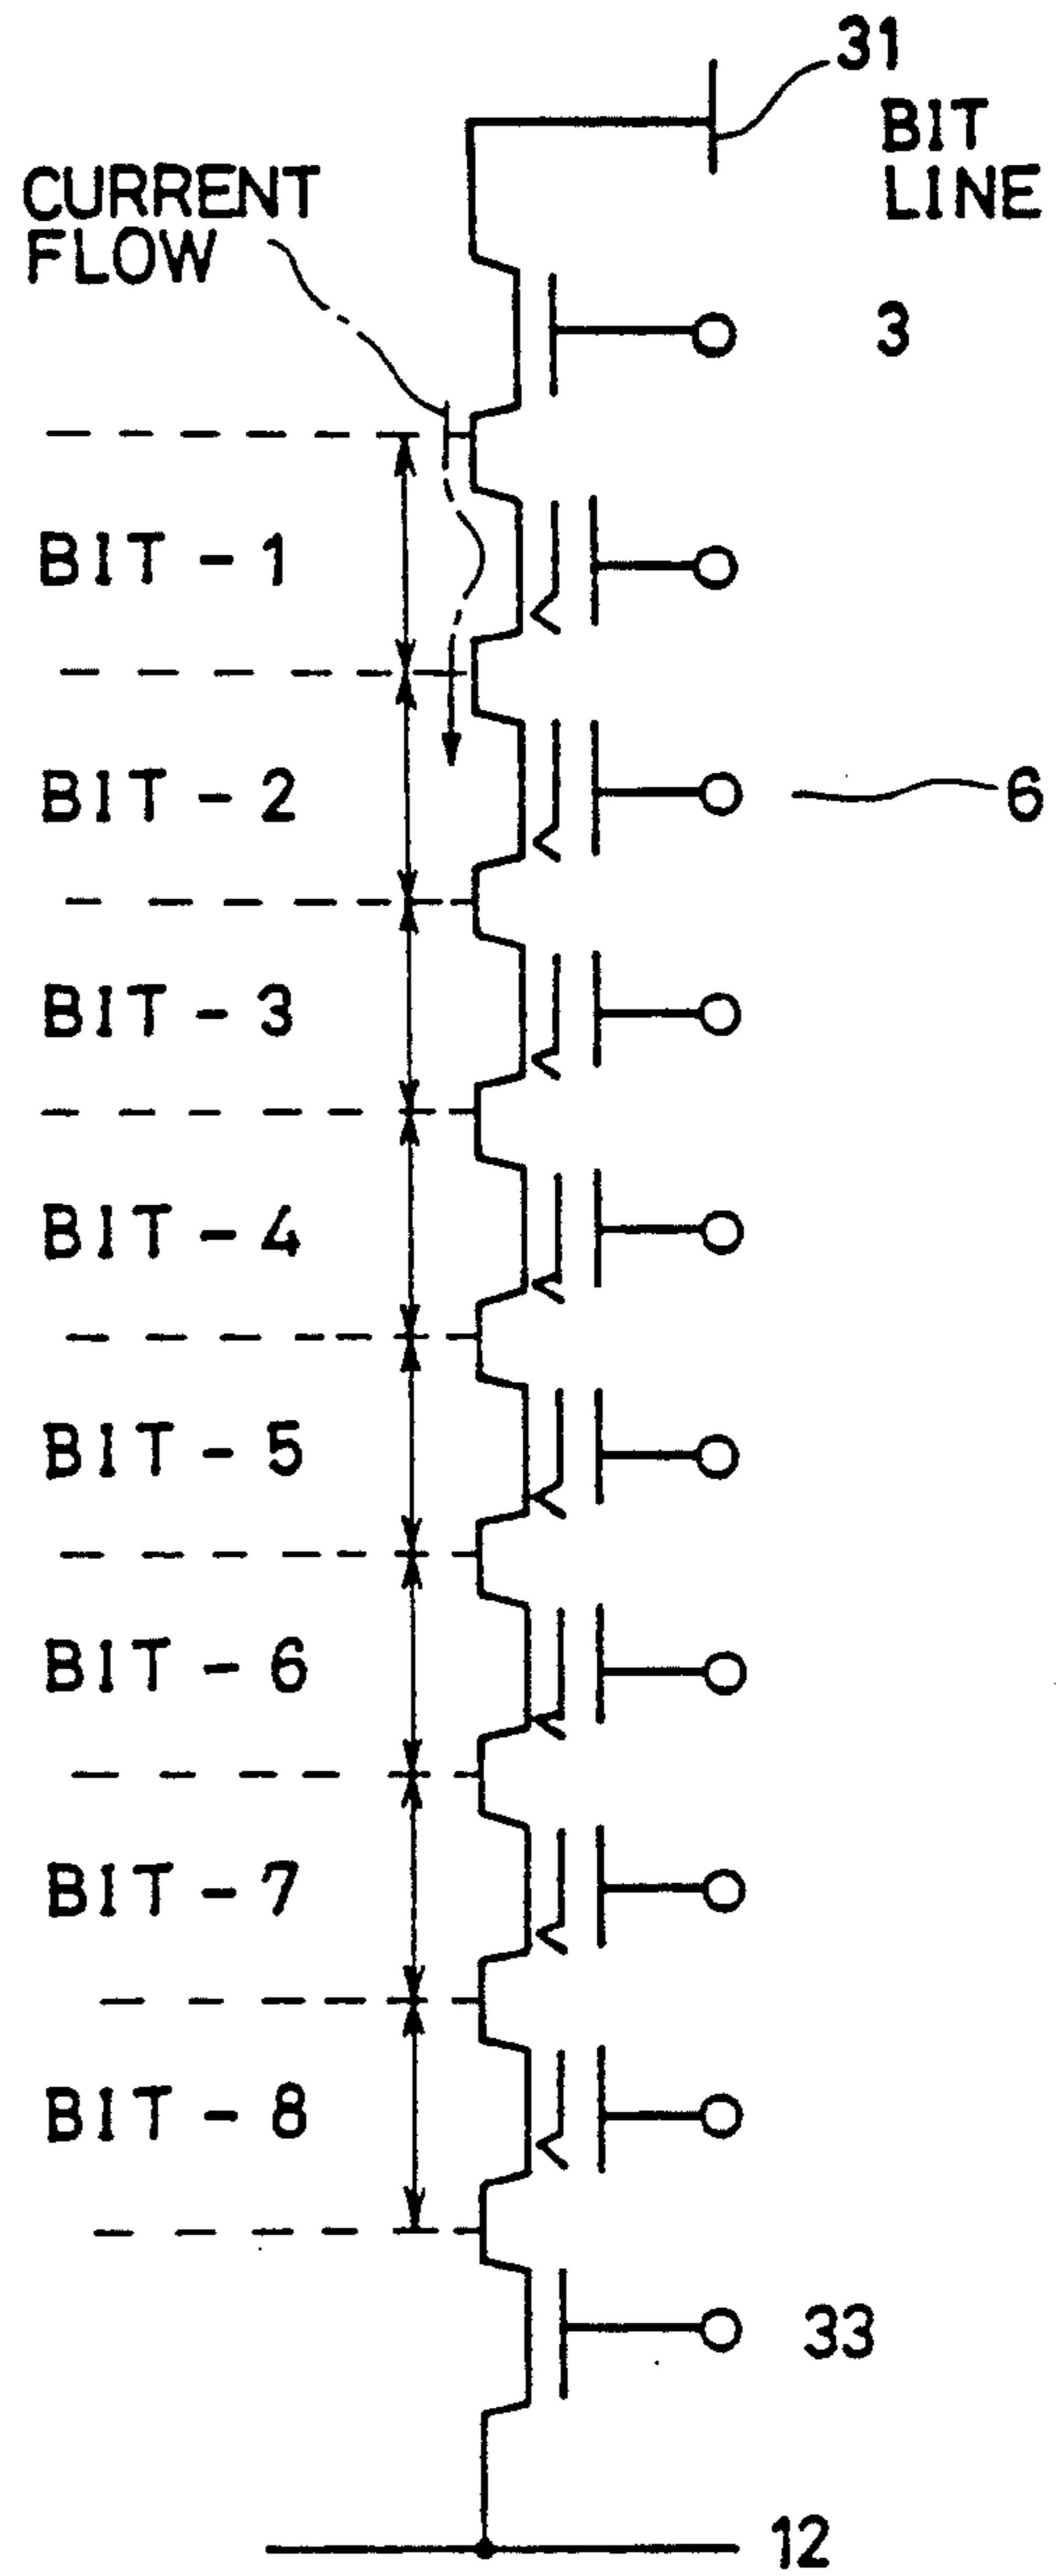 31
BIT
LINE
CURRENT
FLOW
3
BIT - 1
BIT - 2
6
BIT - 3
BIT - 4
BIT - 5
BIT - 6
BIT - 7
BIT - 8
33
12